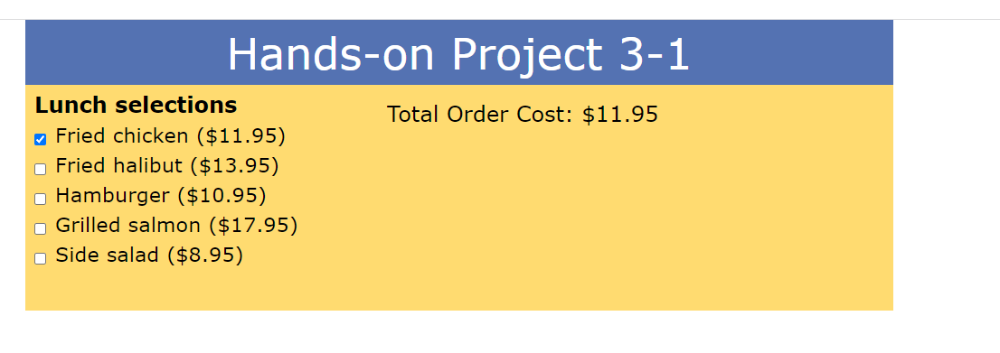 Hands-on Project 3-1
Lunch selections
Fried chicken ($11.95)
Fried halibut ($13.95)
Hamburger ($10.95)
Grilled salmon ($17.95)
Side salad ($8.95)
Total Order Cost: $11.95